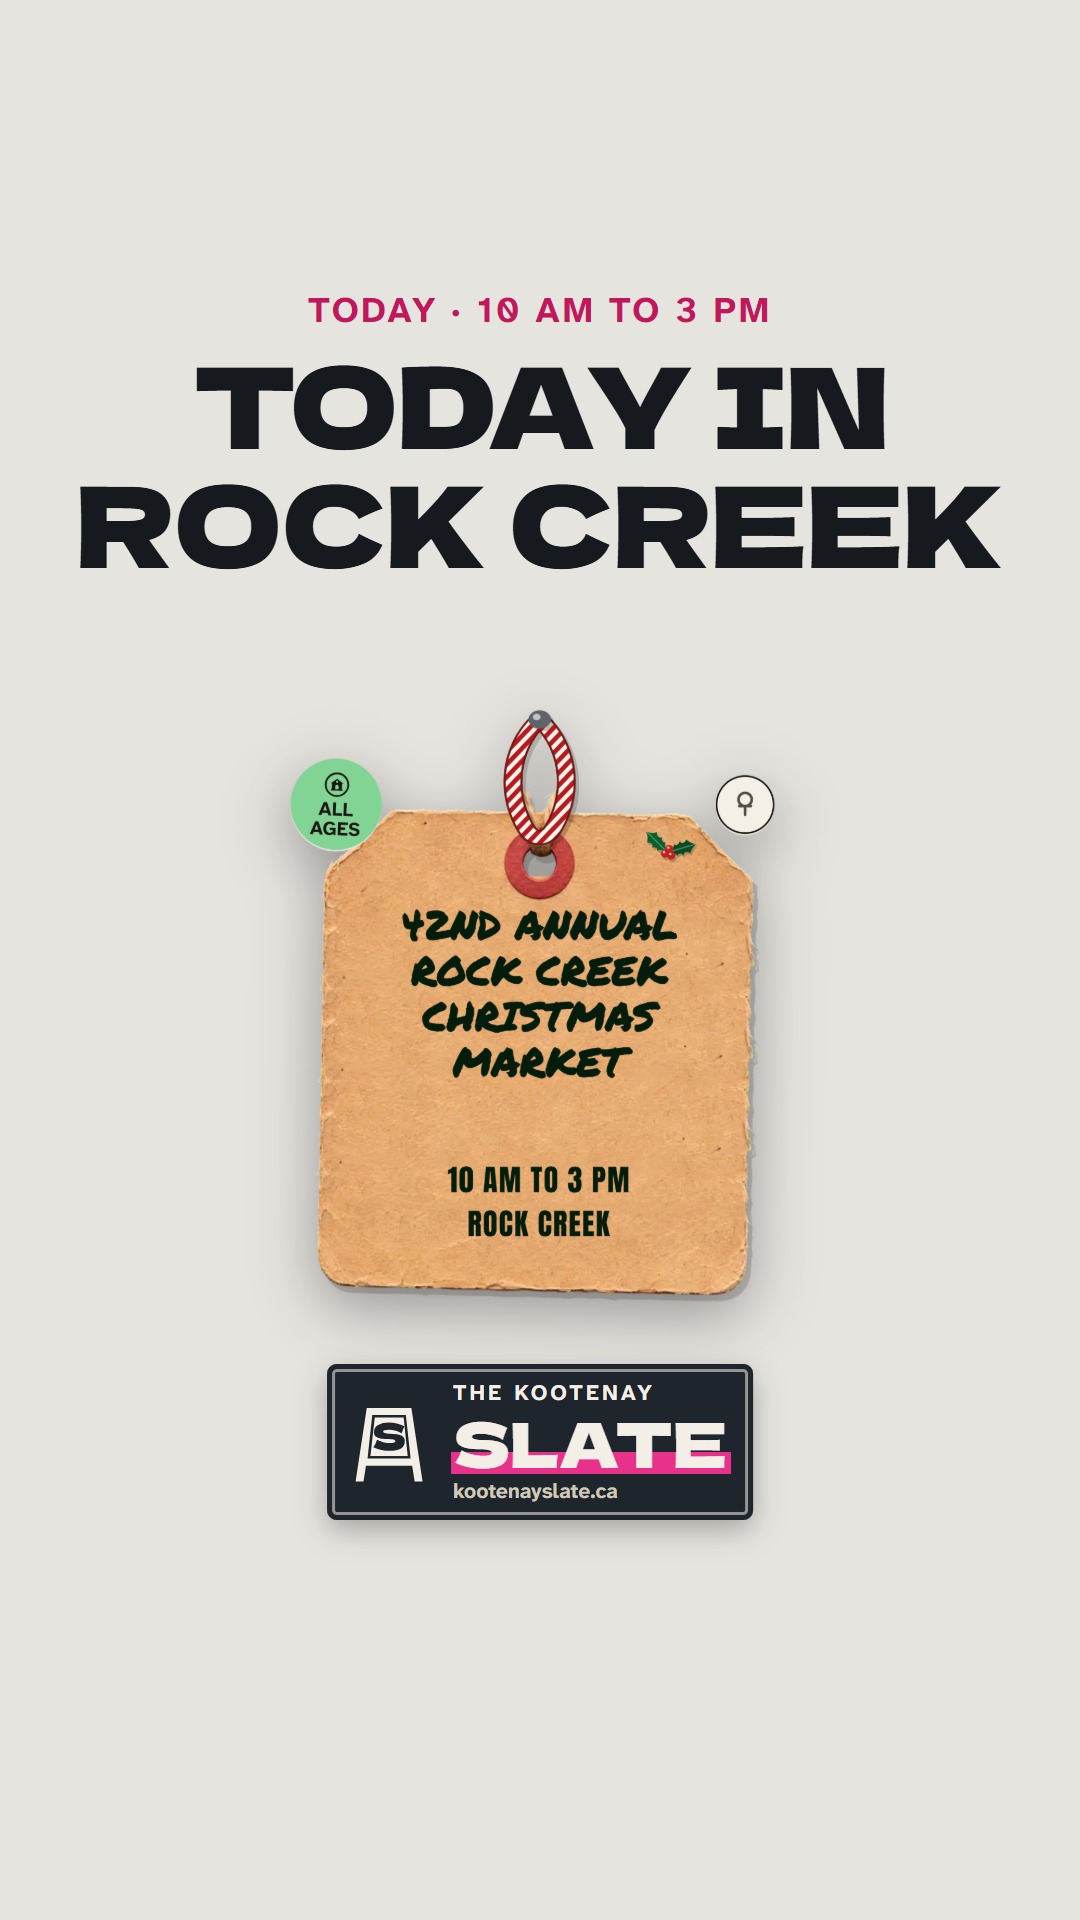 TODAY · 10 AM TO 3 PM
TODAY IN
ROCK CREEK
ALL
AGES
42ND ANNUAL
ROCK CREEK
CHRISTMAS
MARKET
10 AM TO 3 PM
ROCK CREEK
THE KOOTENAY
S
SLATE
kootenayslate.ca